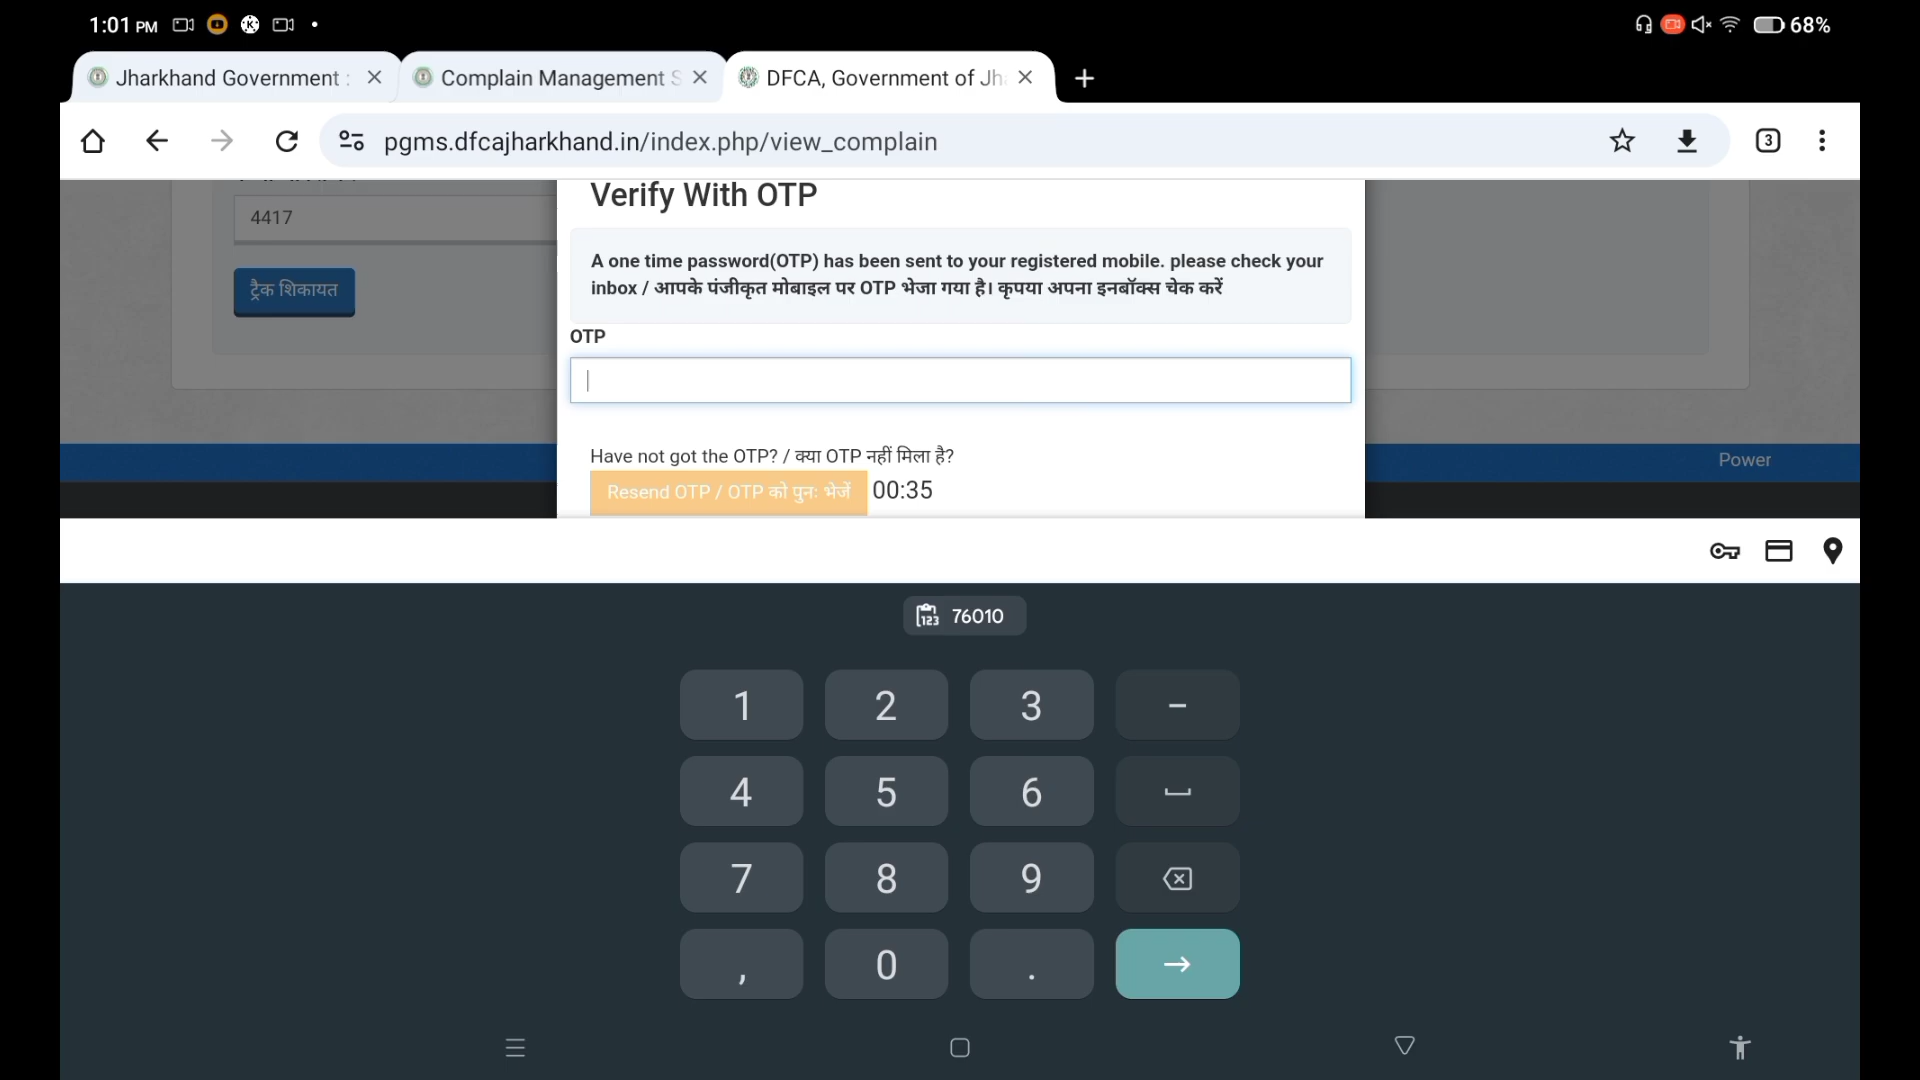 1:01 PM
68%
Jharkhand Government :
Complain Management S
DFCA, Government of Jh
pgms.dfcajharkhand.in/index.php/view_complain
3
Verify With OTP
4417
A one time password(OTP) has been sent to your registered mobile. please check your
inbox / आपके पंजीकृत मोबाइल पर OTP भेजा गया है। कृपया अपना इनबॉक्स चेक करें
ट्रैक शिकायत
OTP
Have not got the OTP? / क्या OTP नहीं मिला है?
Power
Resend OTP / OTP को पुनः भेजें 00:35
123 76010
1 2 3 -
4 5 6
7 8 9
, 0 .